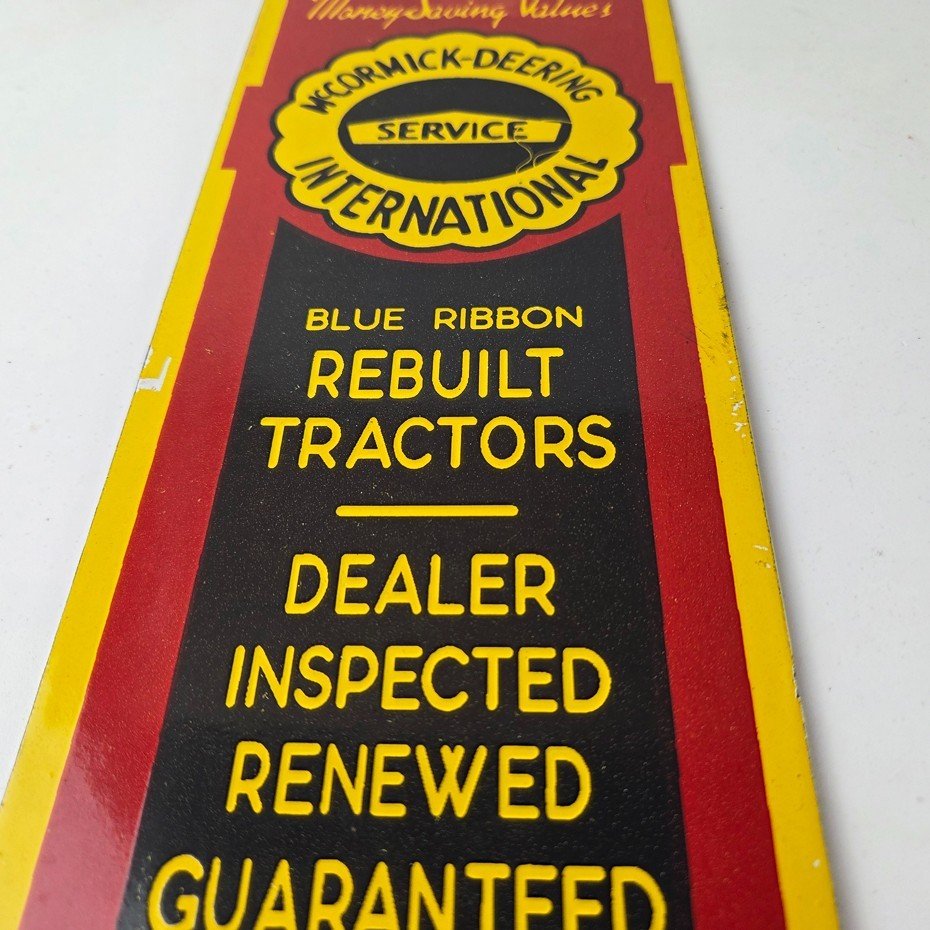 Money Saving Values
McCORMICK-DEERING
SERVICE
INTERNATIONAL
BLUE RIBBON
REBUILT
TRACTORS
DEALER
INSPECTED
RENEWED
GUARANTEED